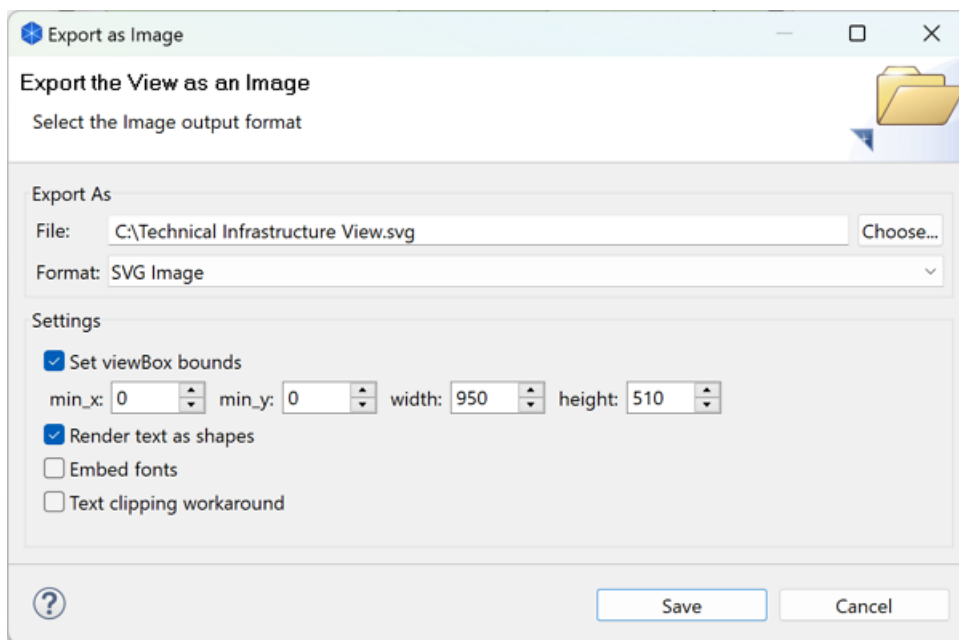 Export as Image
Export the View as an Image
Select the Image output format
Export As
File: C:\Technical Infrastructure View.svg Choose...
Format: SVG Image
Settings
Set viewBox bounds
min_x: 0 min_y: 0 width: 950 height: 510
Render text as shapes
Embed fonts
Text clipping workaround
? Save Cancel